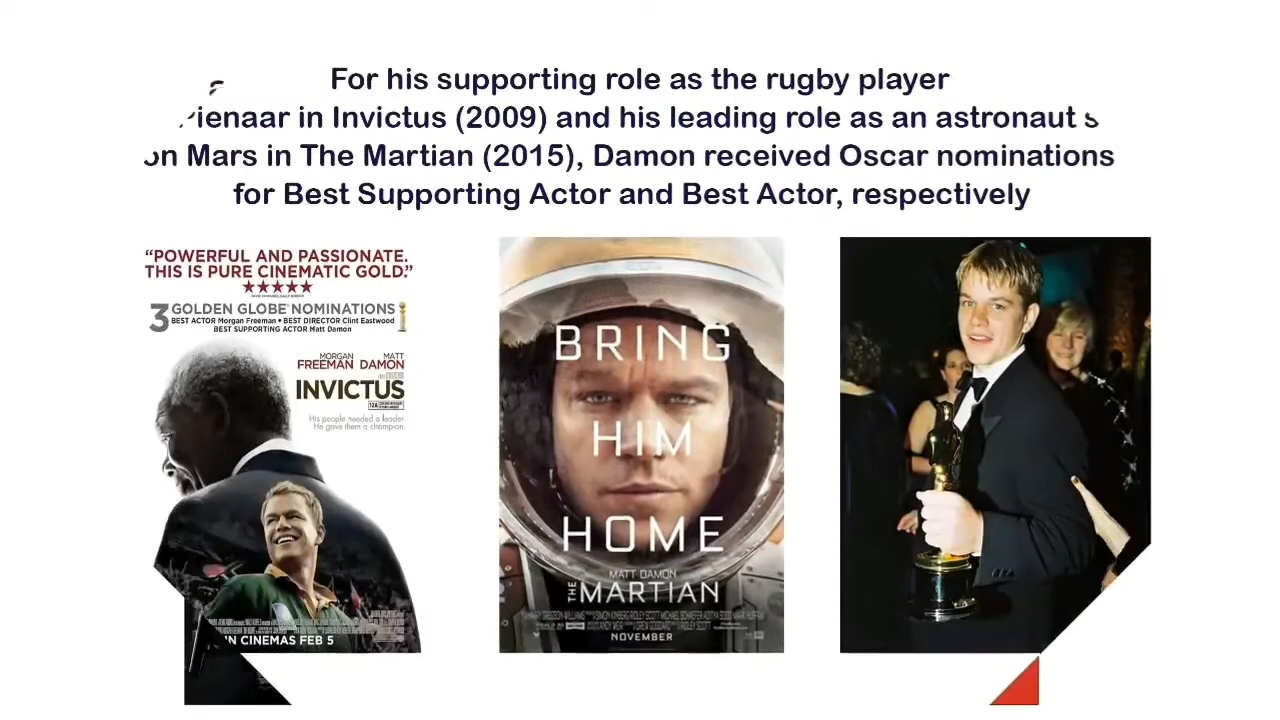 For his supporting role as the rugby player
ienaar in Invictus (2009) and his leading role as an astronaut s
on Mars in The Martian (2015), Damon received Oscar nominations
for Best Supporting Actor and Best Actor, respectively
“POWERFUL AND PASSIONATE.
THIS IS PURE CINEMATIC GOLD.”
3 GOLDEN GLOBE® NOMINATIONS
BEST ACTOR Morgan Freeman • BEST DIRECTOR Clint Eastwood
BEST SUPPORTING ACTOR Matt Damon
MORGAN FREEMAN MATT DAMON
INVICTUS
12A
His people needed a leader
He gave them a champion.
IN CINEMAS FEB 5
BRING
HIM
HOME
MATT DAMON
THE MARTIAN
NOVEMBER